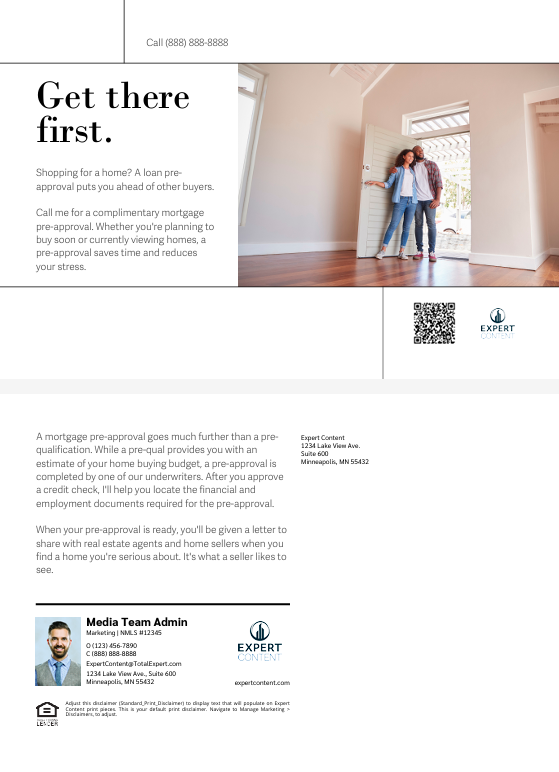 Call (888) 888-8888
Get there
first.
Shopping for a home? A loan pre-
approval puts you ahead of other buyers.
Call me for a complimentary mortgage
pre-approval. Whether you're planning to
buy soon or currently viewing homes, a
pre-approval saves time and reduces
your stress.
EXPERT
CONTENT
A mortgage pre-approval goes much further than a pre-
qualification. While a pre-qual provides you with an
estimate of your home buying budget, a pre-approval is
completed by one of our underwriters. After you approve
a credit check, I'll help you locate the financial and
employment documents required for the pre-approval.
When your pre-approval is ready, you'll be given a letter to
share with real estate agents and home sellers when you
find a home you're serious about. It's what a seller likes to
see.
Expert Content
1234 Lake View Ave.
Suite 600
Minneapolis, MN 55432
Media Team Admin
Marketing | NMLS #12345
O (123) 456-7890
C (888) 888-8888
ExpertContent@TotalExpert.com
1234 Lake View Ave., Suite 600
Minneapolis, MN 55432
EXPERT
CONTENT
expertcontent.com
LENDER
Adjust this disclaimer (Standard_Print_Disclaimer) to display text that will populate on Expert
Content print pieces. This is your default print disclaimer. Navigate to Manage Marketing >
Disclaimers, to adjust.